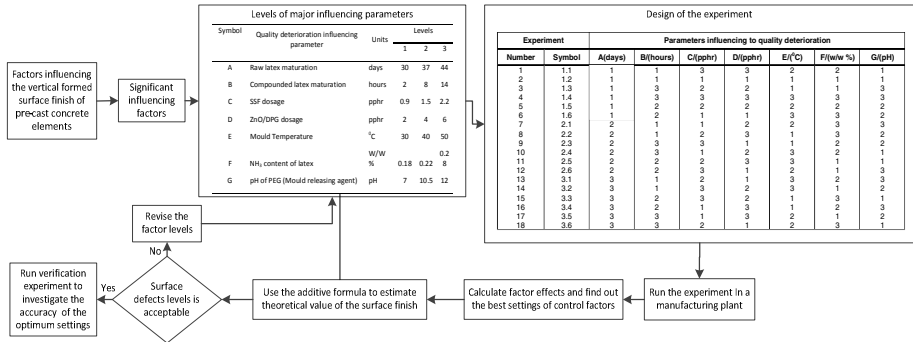 Levels of major influencing parameters
Symbol Quality deterioration influencing parameter Units Levels
1 2 3
A Raw latex maturation days 30 37 44
B Compounded latex maturation hours 2 8 14
C SSF dosage pphr 0.9 1.5 2.2
D ZnO/DPG dosage pphr 2 4 6
E Mould Temperature ⁰C 30 40 50
F NH₃ content of latex W/W % 0.18 0.22 0.2
8
G pH of PEG (Mould releasing agent) pH 7 10.5 12
Design of the experiment
Experiment Parameters influencing to quality deterioration
Number Symbol A(days) B/(hours) C/(pphr) D/(pphr) E/(⁰C) F/(w/w %) G/(pH)
1 1.1 1 1 3 3 2 2 1
2 1.2 1 1 1 1 1 1 1
3 1.3 1 3 2 2 1 1 3
4 1.4 1 3 3 3 3 3 2
5 1.5 1 2 2 2 2 2 2
6 1.6 1 2 1 1 3 3 3
7 2.1 2 1 1 2 2 3 3
8 2.2 2 1 2 3 1 3 2
9 2.3 2 3 3 1 1 2 2
10 2.4 2 3 1 2 3 2 1
11 2.5 2 2 2 3 3 1 1
12 2.6 2 2 3 1 2 1 3
13 3.1 3 1 2 1 3 2 3
14 3.2 3 1 3 2 3 1 2
15 3.3 3 2 3 2 1 3 1
16 3.4 3 2 1 3 1 2 3
17 3.5 3 3 1 3 2 1 2
18 3.6 3 3 2 1 2 3 1
Factors influencing
the vertical formed
surface finish of
pre-cast concrete
elements
Significant
influencing
factors
Revise the
factor levels
No
Run verification
experiment to
investigate the
accuracy of the
optimum settings
Yes
Surface
defects levels is
acceptable
Use the additive formula to estimate
theoretical value of the surface finish
Calculate factor effects and find out
the best settings of control factors
Run the experiment in a
manufacturing plant